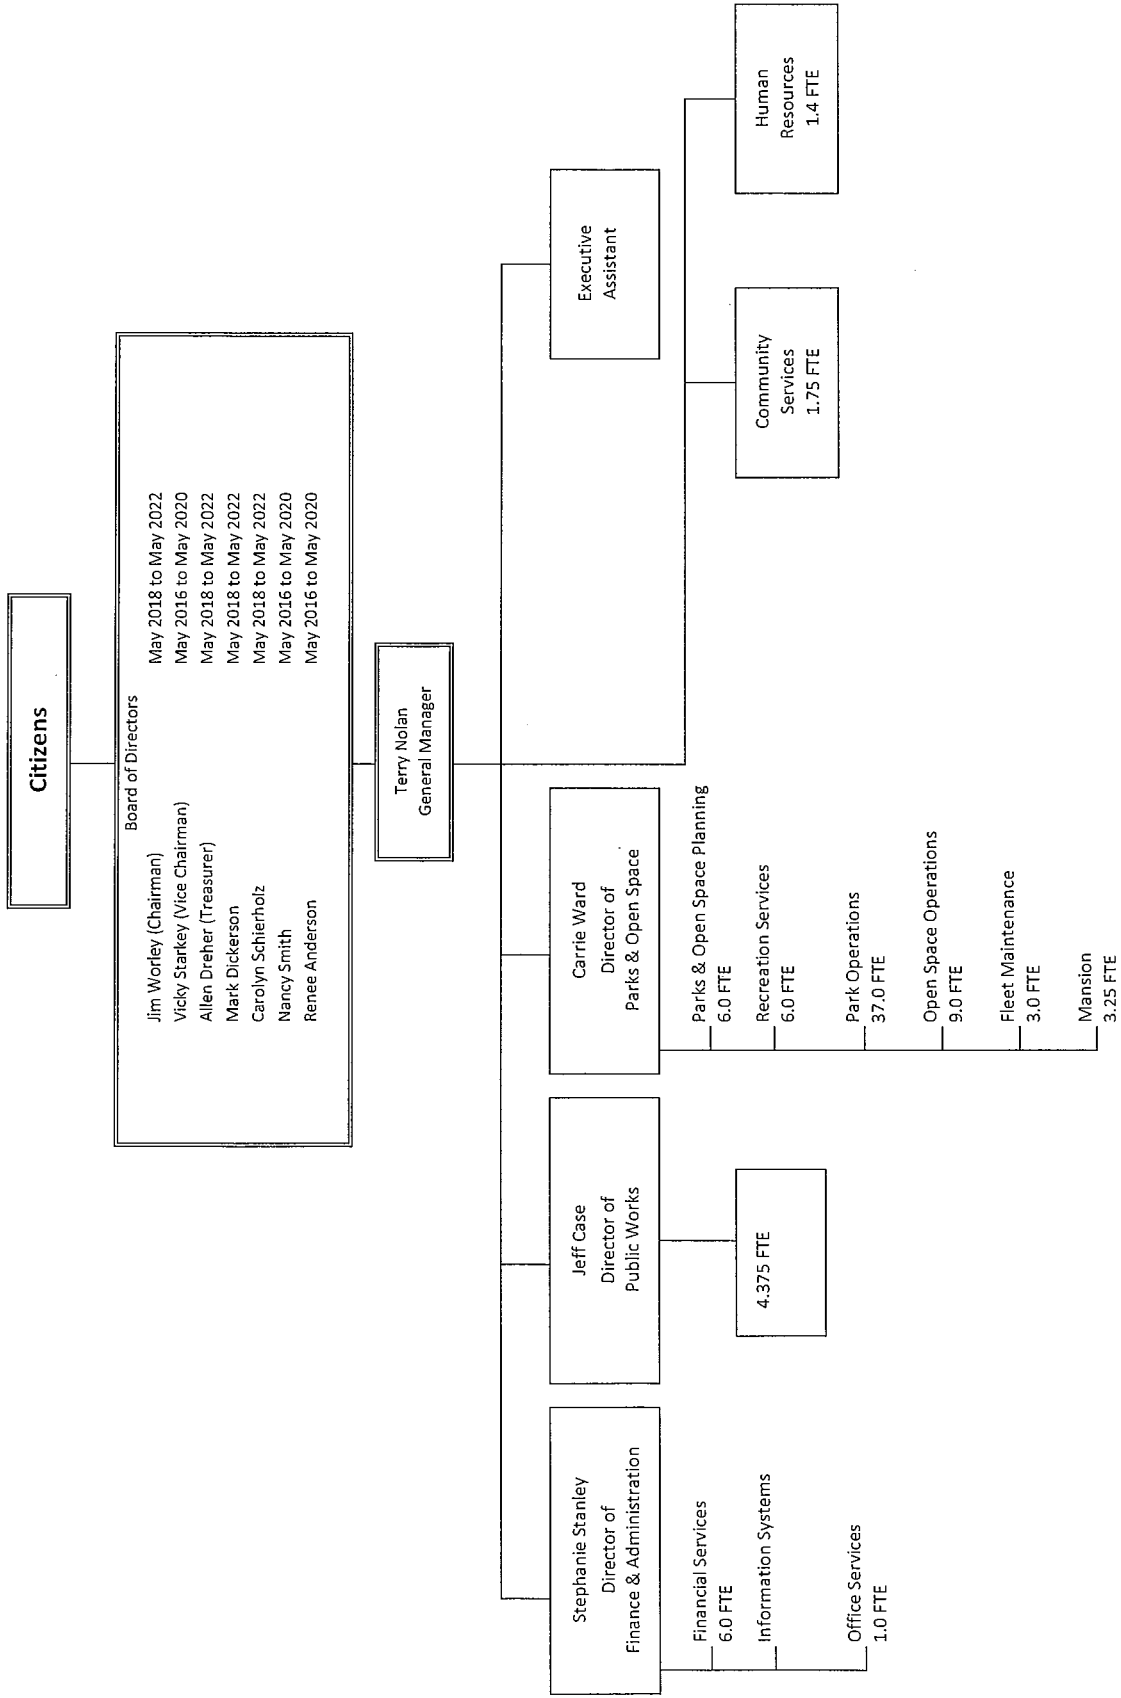 Citizens
Board of Directors
Jim Worley (Chairman) May 2018 to May 2022
Vicky Starkey (Vice Chairman) May 2016 to May 2020
Allen Dreher (Treasurer) May 2018 to May 2022
Mark Dickerson May 2018 to May 2022
Carolyn Schierholz May 2018 to May 2022
Nancy Smith May 2016 to May 2020
Renee Anderson May 2016 to May 2020
Terry Nolan
General Manager
Stephanie Stanley
Director of
Finance & Administration
Financial Services
6.0 FTE
Information Systems
Office Services
1.0 FTE
Jeff Case
Director of
Public Works
4.375 FTE
Carrie Ward
Director of
Parks & Open Space
Parks & Open Space Planning
6.0 FTE
Recreation Services
6.0 FTE
Park Operations
37.0 FTE
Open Space Operations
9.0 FTE
Fleet Maintenance
3.0 FTE
Mansion
3.25 FTE
Executive
Assistant
Community
Services
1.75 FTE
Human
Resources
1.4 FTE